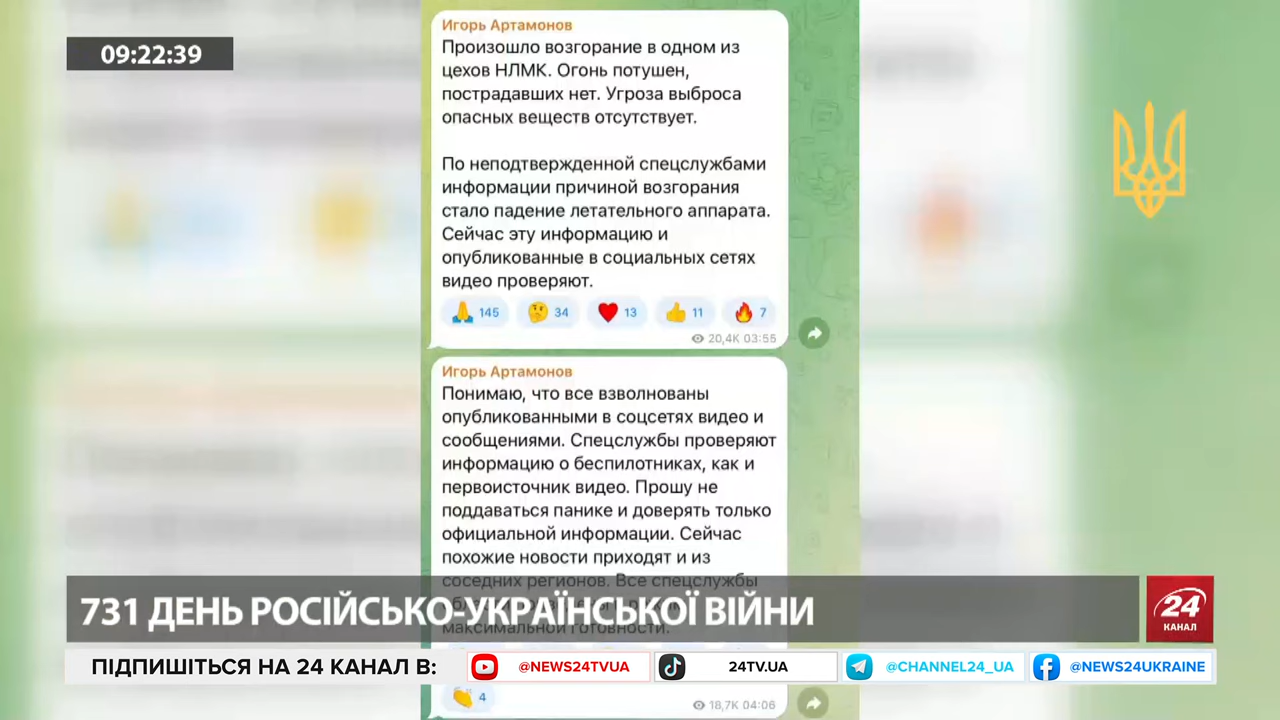 09:22:39
Игорь Артамонов
Произошло возгорание в одном из
цехов НЛМК. Огонь потушен,
пострадавших нет. Угроза выброса
опасных веществ отсутствует.
По неподтвержденной спецслужбами
информации причиной возгорания
стало падение летательного аппарата.
Сейчас эту информацию и
опубликованные в социальных сетях
видео проверяют.
145 34 13 11 7
20,4K 03:55
Игорь Артамонов
Понимаю, что все взволнованы
опубликованными в соцсетях видео и
сообщениями. Спецслужбы проверяют
информацию о беспилотниках, как и
первоисточник видео. Прошу не
поддаваться панике и доверять только
официальной информации. Сейчас
похожие новости приходят и из
соседних регионов. Все спецслужбы
максимальной готовности.
731 ДЕНЬ РОСІЙСЬКО-УКРАЇНСЬКОЇ ВІЙНИ
24
КАНАЛ
ПІДПИШІТЬСЯ НА 24 КАНАЛ В:
@NEWS24TVUA
24TV.UA
@CHANNEL24_UA
@NEWS24UKRAINE
4
18,7K 04:06